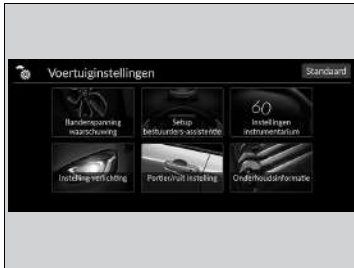 Voertuiginstellingen
Standaard
Bandenspanning
waarschuwing
Setup
bestuurders-assistentie
60
Instellingen
instrumentarium
Instelling verlichting
Portier/ruit instelling
Onderhoudsinformatie